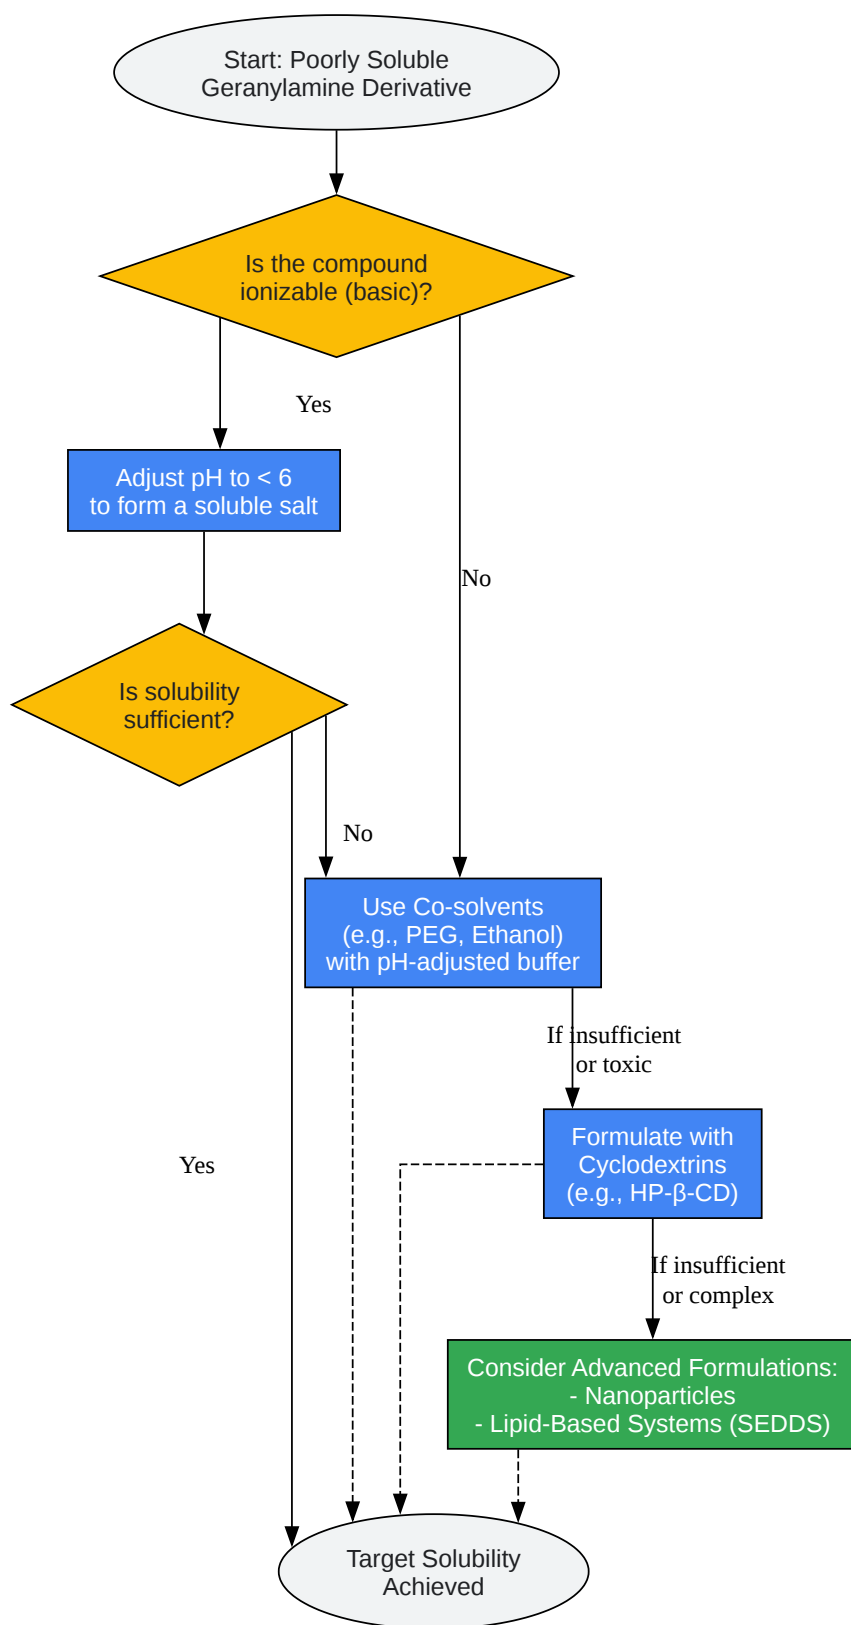 Start: Poorly Soluble
Geranylamine Derivative
Is the compound
ionizable (basic)?
Yes
Adjust pH to < 6
to form a soluble salt
No
Is solubility
sufficient?
No
Use Co-solvents
(e.g., PEG, Ethanol)
with pH-adjusted buffer
If insufficient
or toxic
Yes
Formulate with
Cyclodextrins
(e.g., HP-β-CD)
If insufficient
or complex
Consider Advanced Formulations:
- Nanoparticles
- Lipid-Based Systems (SEDDS)
Target Solubility
Achieved